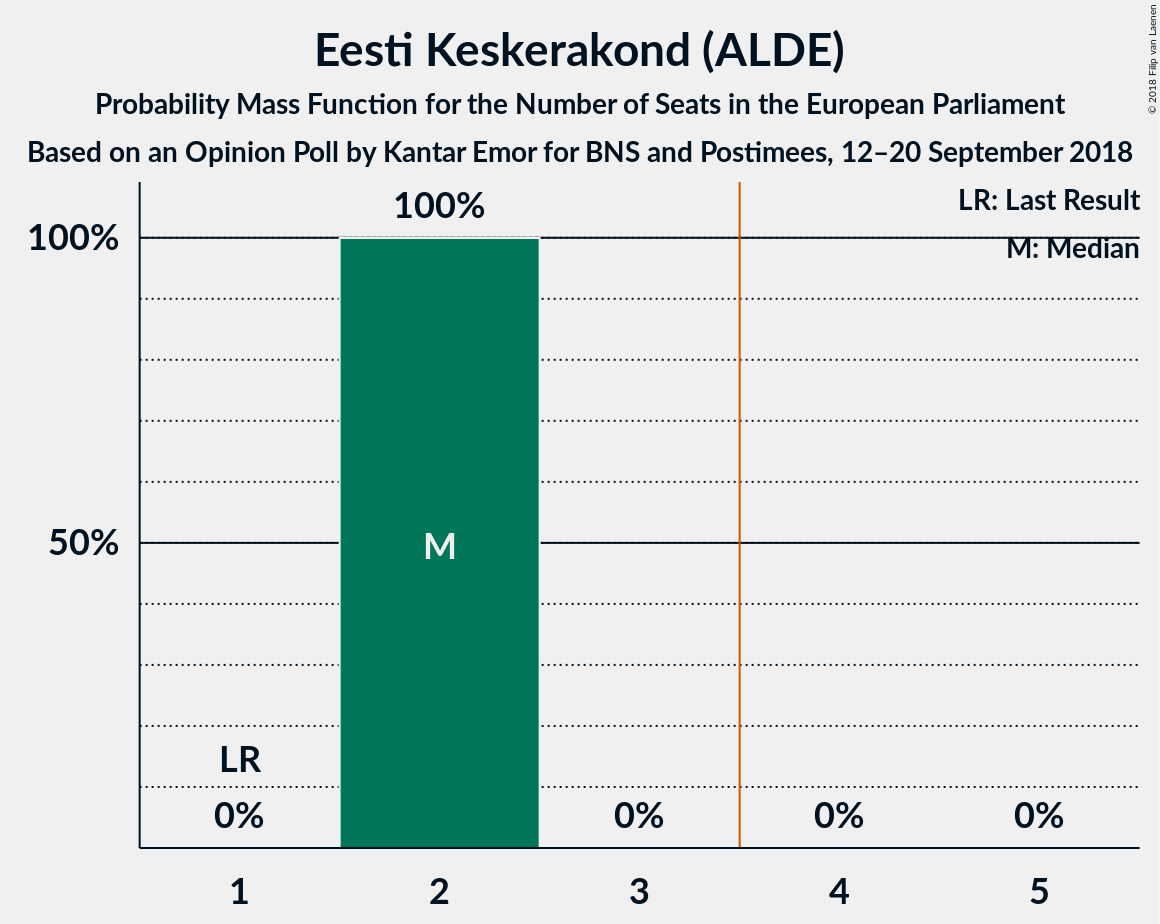 Eesti Keskerakond (ALDE)
Probability Mass Function for the Number of Seats in the European Parliament
Based on an Opinion Poll by Kantar Emor for BNS and Postimees, 12–20 September 2018
© 2018 Filip van Laenen
LR: Last Result
M: Median
100%
100%
50%
M
LR
0%
0%
0%
0%
1
2
3
4
5